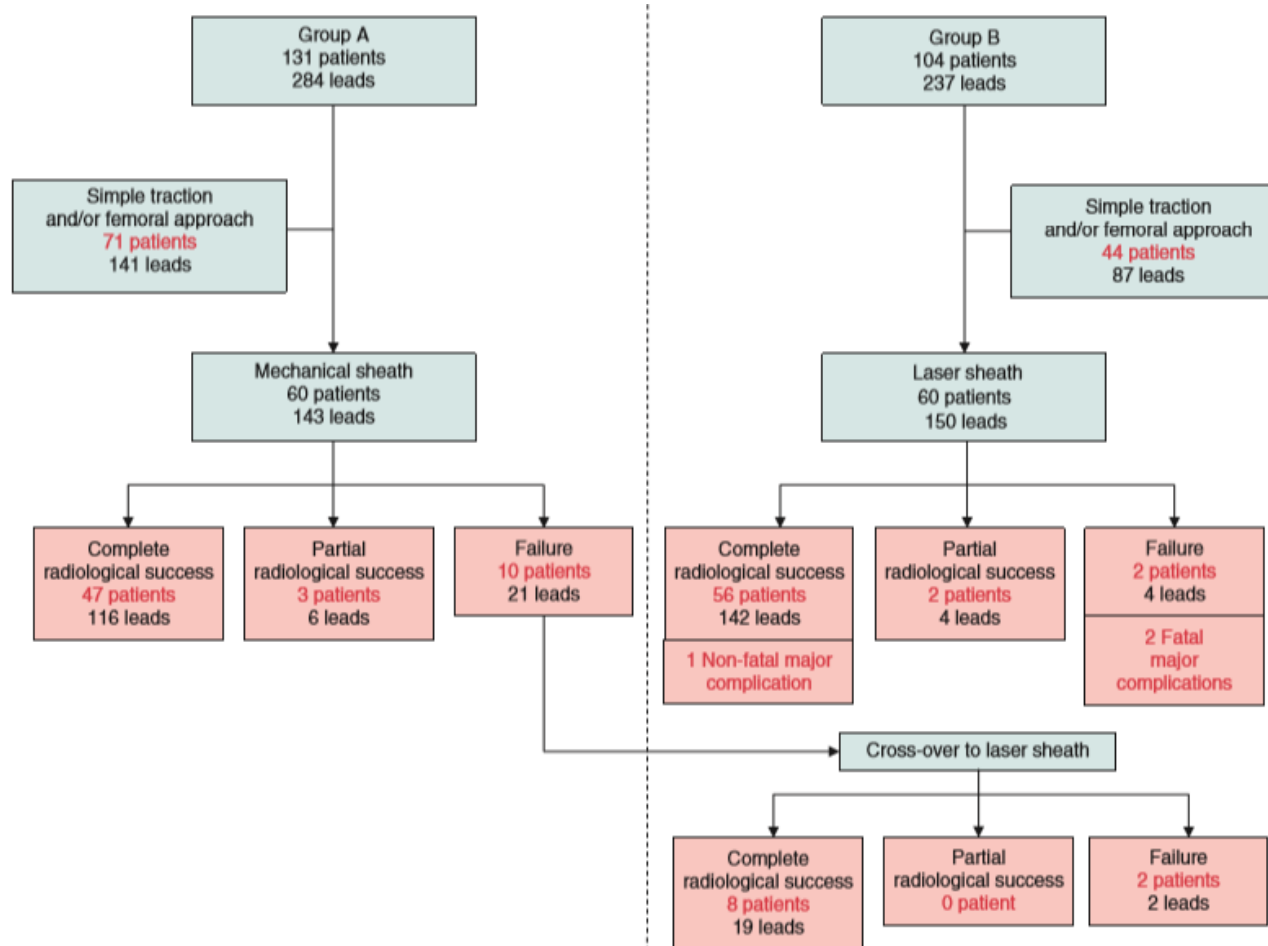 Group A
131 patients
284 leads
Group B
104 patients
237 leads
Simple traction
and/or femoral approach
71 patients
141 leads
Simple traction
and/or femoral approach
44 patients
87 leads
Mechanical sheath
60 patients
143 leads
Laser sheath
60 patients
150 leads
Complete
radiological success
47 patients
116 leads
Partial
radiological success
3 patients
6 leads
Failure
10 patients
21 leads
Complete
radiological success
56 patients
142 leads
1 Non-fatal major
complication
Partial
radiological success
2 patients
4 leads
Failure
2 patients
4 leads
2 Fatal
major
complications
Cross-over to laser sheath
Complete
radiological success
8 patients
19 leads
Partial
radiological success
0 patient
Failure
2 patients
2 leads